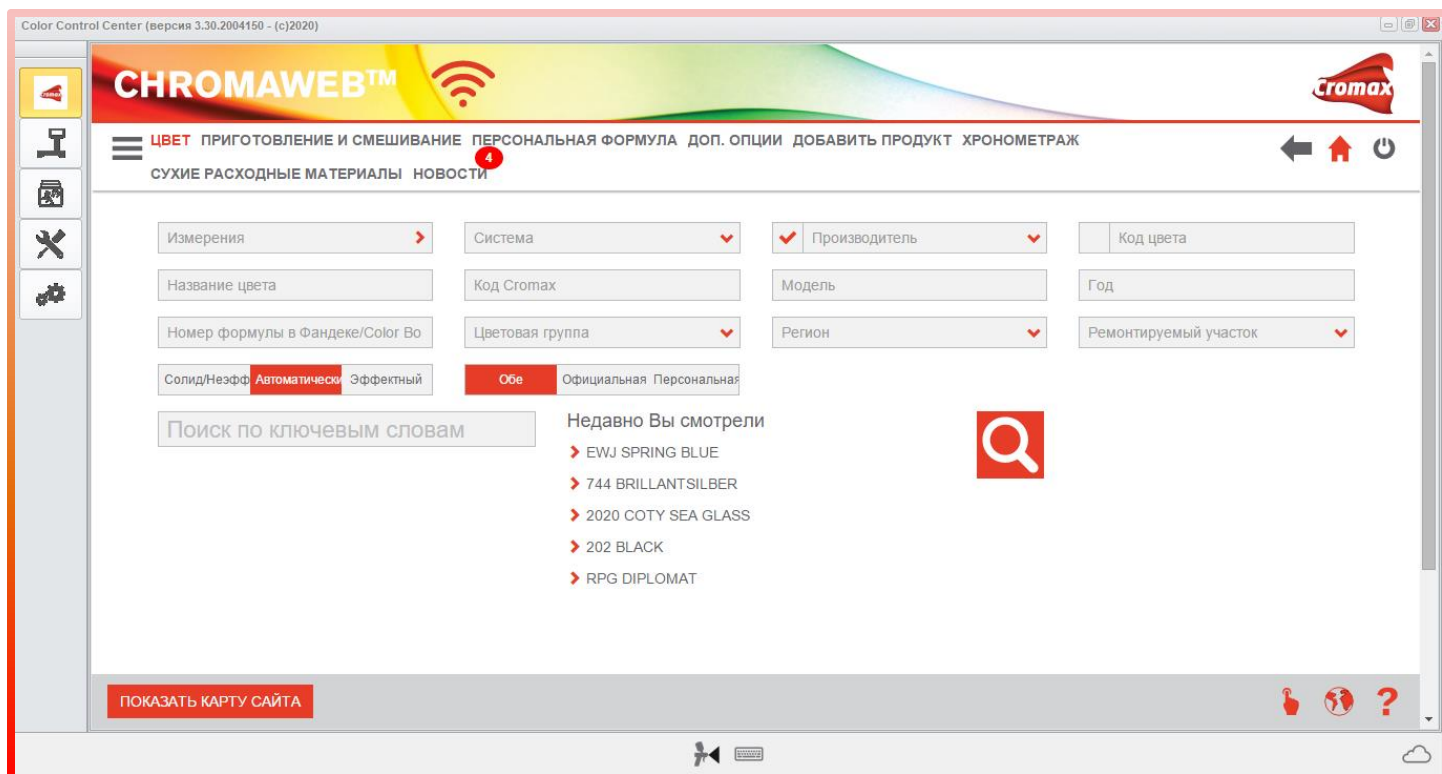 Color Control Center (версия 3.30.2004150 - (c)2020)
CHROMAWEB™
cromax
ЦВЕТ ПРИГОТОВЛЕНИЕ И СМЕШИВАНИЕ ПЕРСОНАЛЬНАЯ ФОРМУЛА ДОП. ОПЦИИ ДОБАВИТЬ ПРОДУКТ ХРОНОМЕТРАЖ
4
СУХИЕ РАСХОДНЫЕ МАТЕРИАЛЫ НОВОСТИ
Измерения Система Производитель Код цвета
Название цвета Код Cromax Модель Год
Номер формулы в Фандеке/Color Bo Цветовая группа Регион Ремонтируемый участок
Солид/Неэфф Автоматически Эффектный Обе Официальная Персональная
Поиск по ключевым словам
Недавно Вы смотрели
EWJ SPRING BLUE
744 BRILLANTSILBER
2020 COTY SEA GLASS
202 BLACK
RPG DIPLOMAT
ПОКАЗАТЬ КАРТУ САЙТА
?